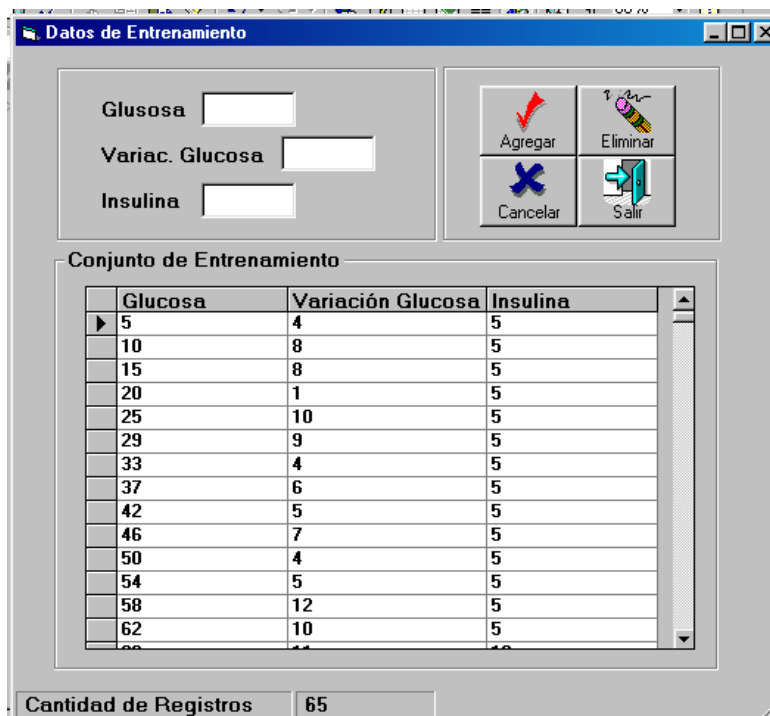 Datos de Entrenamiento
Glusosa
Variac. Glucosa
Insulina
Agregar
Eliminar
Cancelar
Salir
Conjunto de Entrenamiento
Glucosa Variación Glucosa Insulina
5 4 5
10 8 5
15 8 5
20 1 5
25 10 5
29 9 5
33 4 5
37 6 5
42 5 5
46 7 5
50 4 5
54 5 5
58 12 5
62 10 5
Cantidad de Registros 65